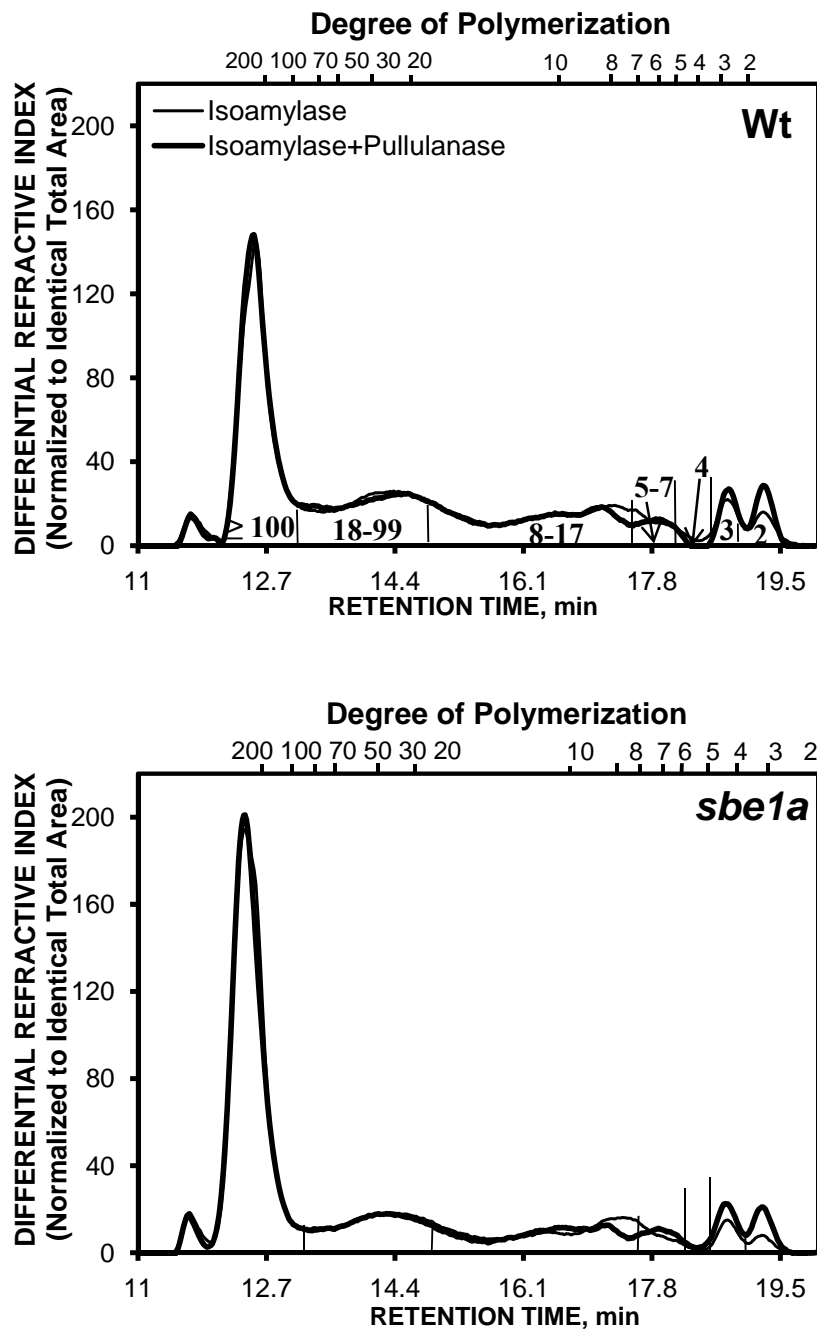 Degree of Polymerization
200 100 70 50 30 20 10 8 7 6 5 4 3 2
DIFFERENTIAL REFRACTIVE INDEX
(Normalized to Identical Total Area)
200
160
120
80
40
0
Isoamylase
Isoamylase+Pullulanase
Wt
≥ 100
18-99
8-17
5-7
4
3
2
11 12.7 14.4 16.1 17.8 19.5
RETENTION TIME, min
Degree of Polymerization
200 100 70 50 30 20 10 8 7 6 5 4 3 2
DIFFERENTIAL REFRACTIVE INDEX
(Normalized to Identical Total Area)
200
160
120
80
40
0
sbe1a
11 12.7 14.4 16.1 17.8 19.5
RETENTION TIME, min